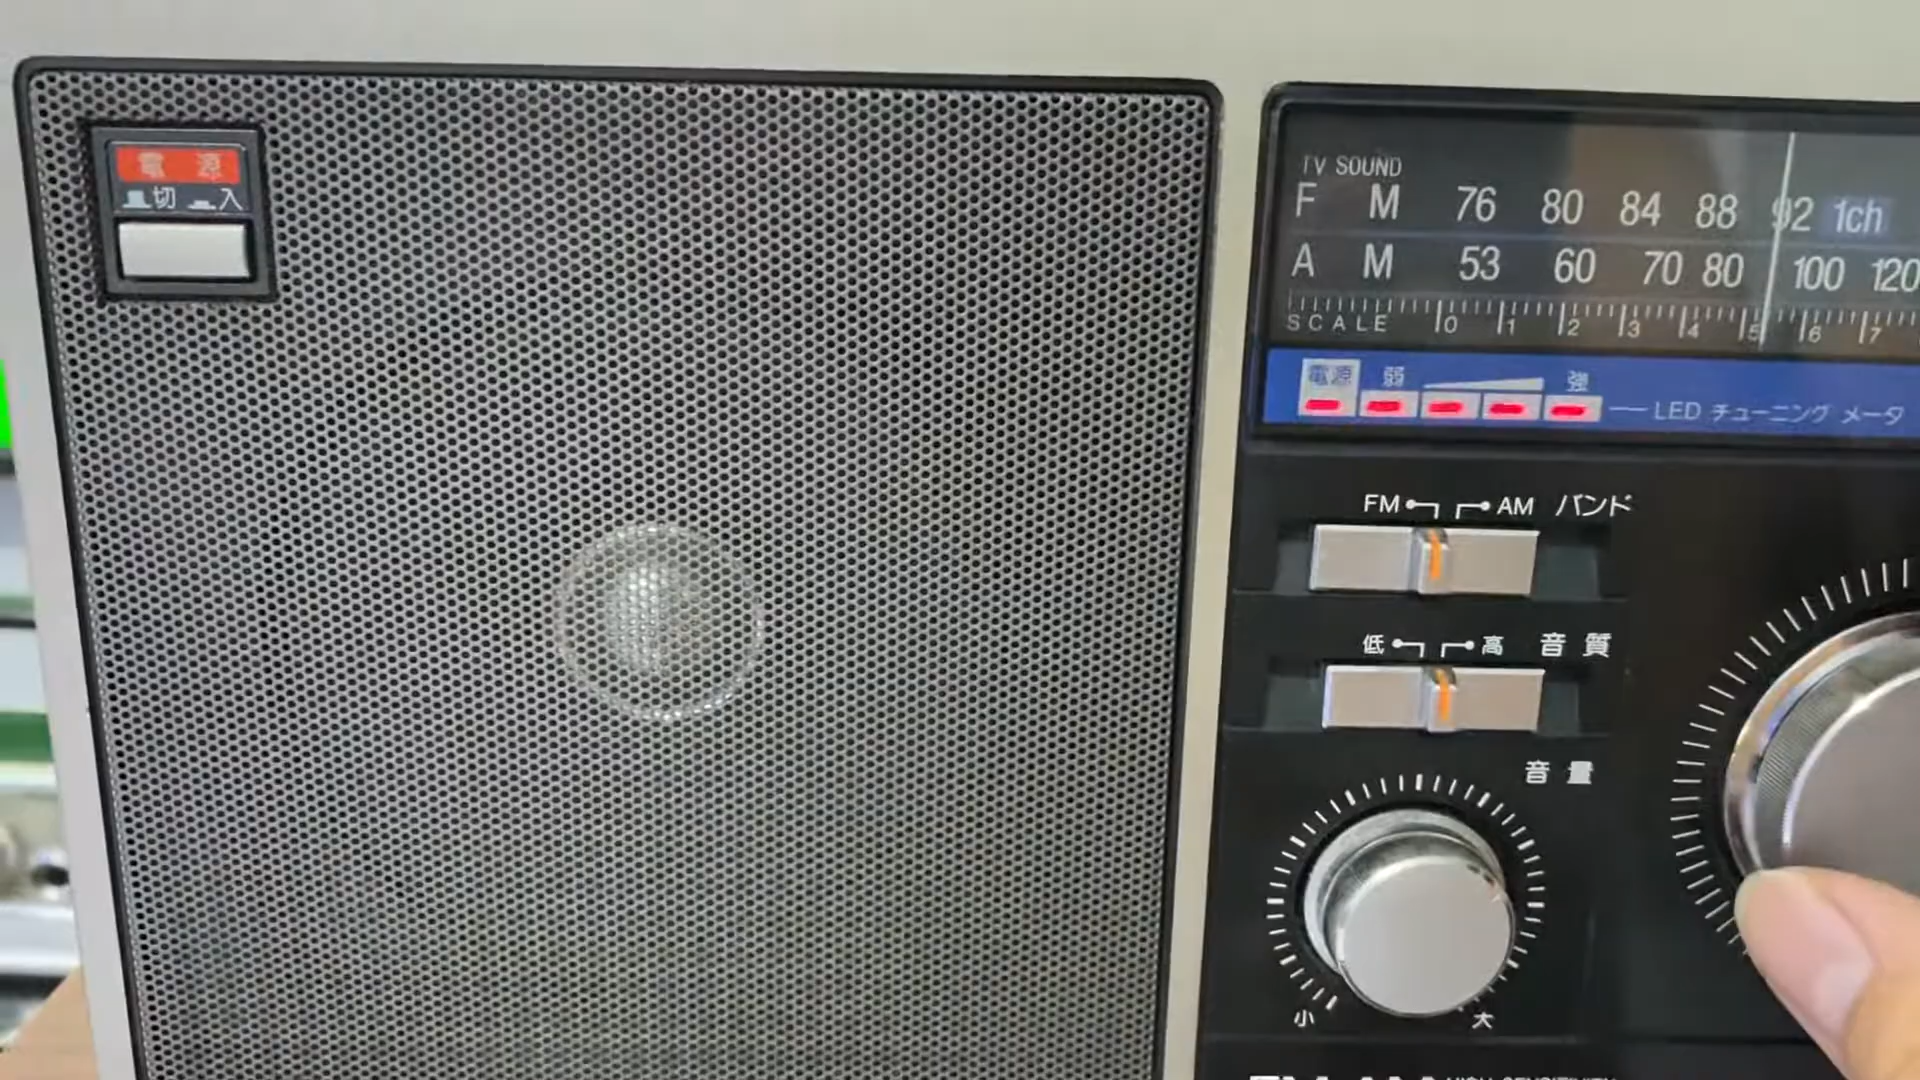 電源
切 入
TV SOUND
FM 76 80 84 88 92 1ch
AM 53 60 70 80 100 120
SCALE 0 1 2 3 4 5 6 7
電源 弱 強
LED チューニング メータ
FM AM バンド
低 高 音質
音量
小 大